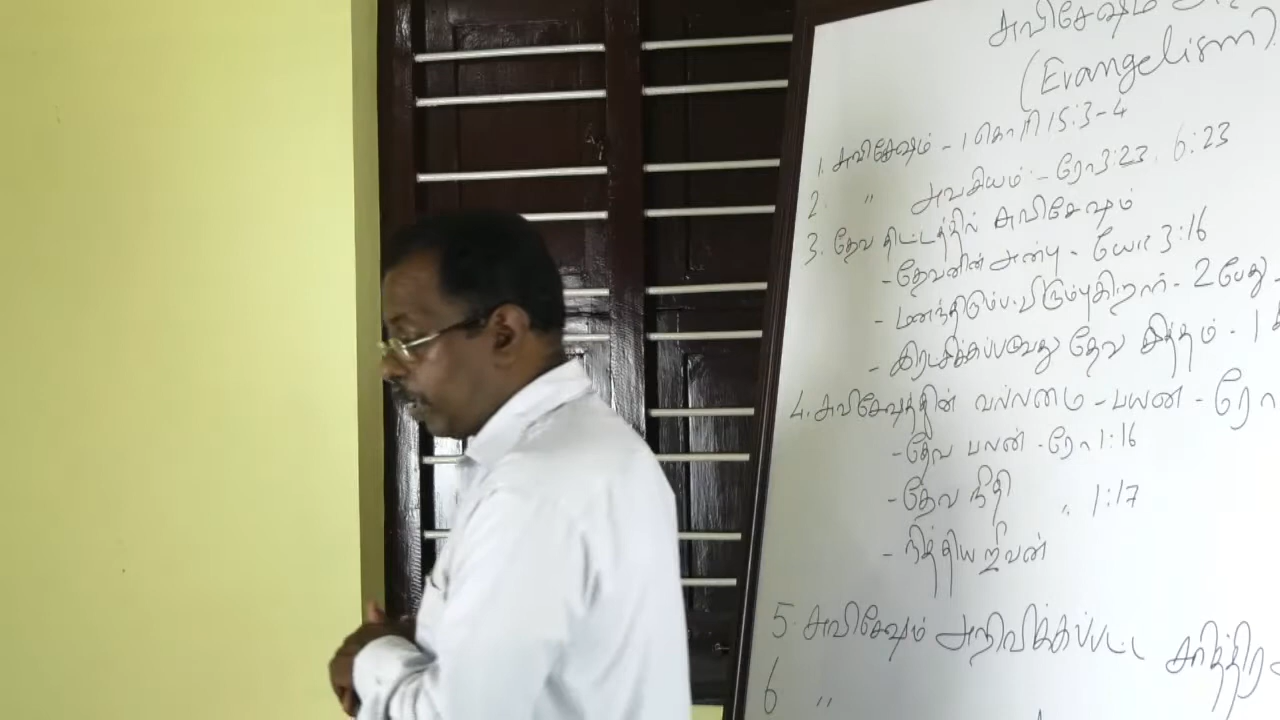 சுவிசேஷம்
(Evangelism)
1. சுவிசேஷம் - 1 கொரி 15:3-4
2. " அவசியம் - ரோ 3:23, 6:23
3. தேவ திட்டத்தில் சுவிசேஷம்
- தேவனின் அன்பு - யோ 3:16
- மனந்திரும்ப விரும்புகிறார் - 2 பேது -
- இரட்சிக்கப்படுவது தேவ சித்தம் - 1
4. சுவிசேஷத்தின் வல்லமை - பயன் - ரோ
- தேவ பலன் - ரோ 1:16
- தேவ நீதி " 1:17
- நித்திய ஜீவன்
5. சுவிசேஷம் அறிவிக்கப்பட்ட
6 "